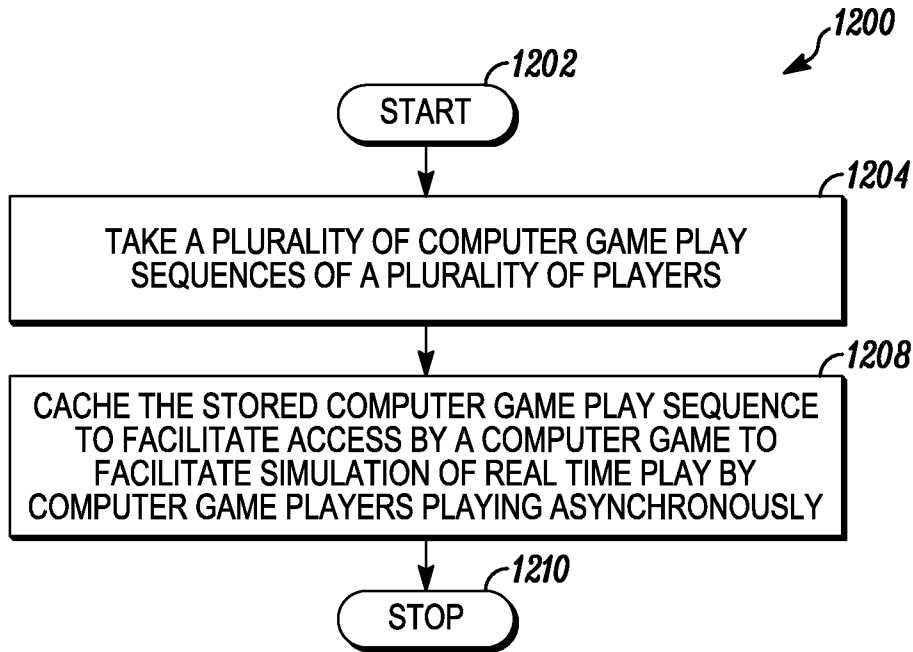 1200
1202
START
1204
TAKE A PLURALITY OF COMPUTER GAME PLAY
SEQUENCES OF A PLURALITY OF PLAYERS
1208
CACHE THE STORED COMPUTER GAME PLAY SEQUENCE
TO FACILITATE ACCESS BY A COMPUTER GAME TO
FACILITATE SIMULATION OF REAL TIME PLAY BY
COMPUTER GAME PLAYERS PLAYING ASYNCHRONOUSLY
1210
STOP